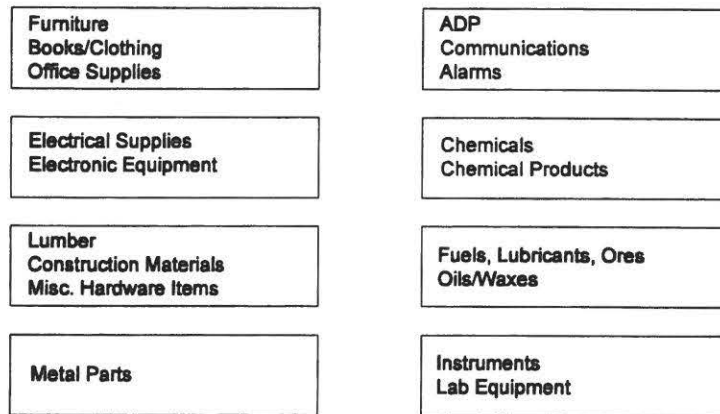 Furniture
Books/Clothing
Office Supplies
ADP
Communications
Alarms
Electrical Supplies
Electronic Equipment
Chemicals
Chemical Products
Lumber
Construction Materials
Misc. Hardware Items
Fuels, Lubricants, Ores
Oils/Waxes
Metal Parts
Instruments
Lab Equipment